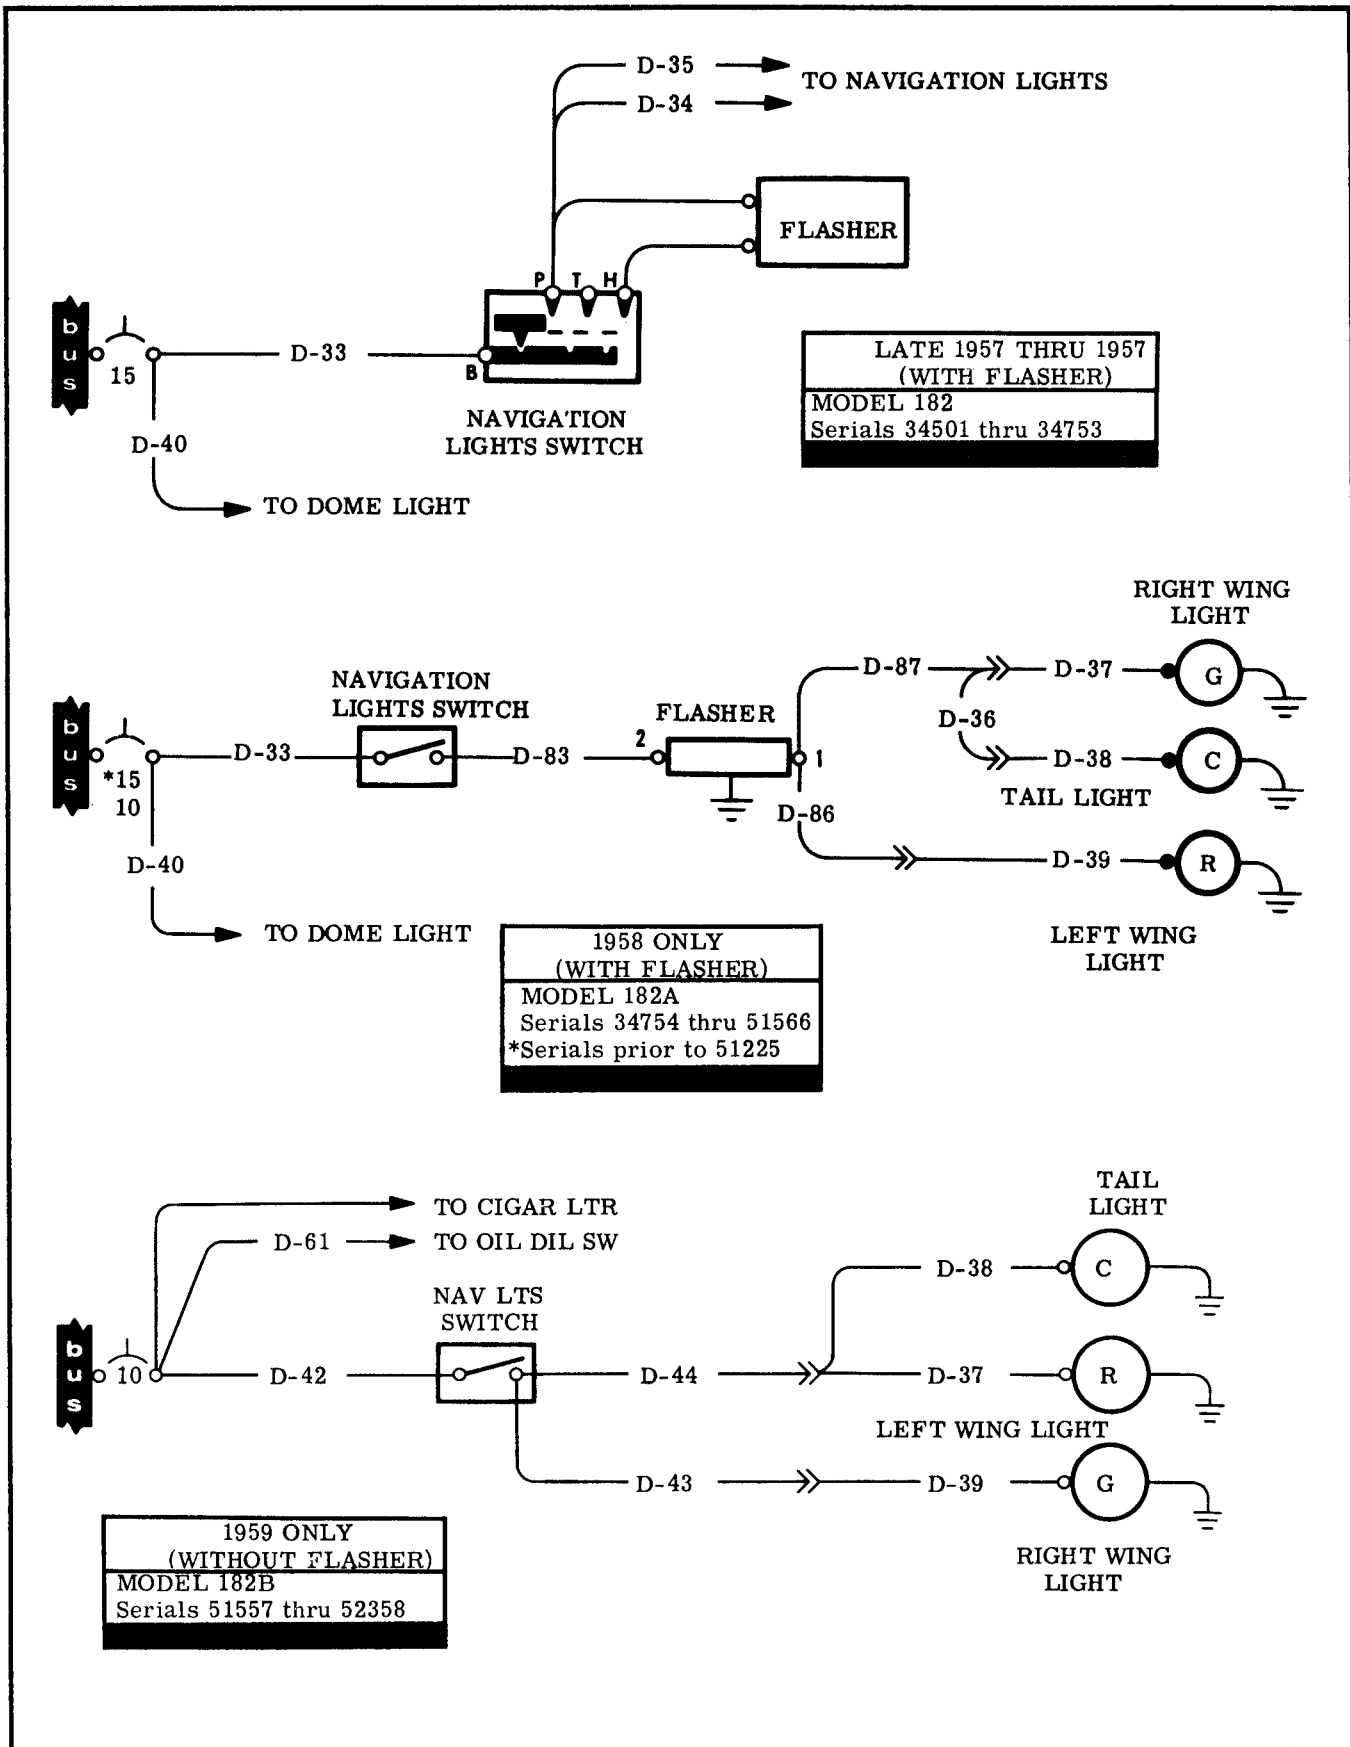 D-35
TO NAVIGATION LIGHTS
D-34
FLASHER
P T H
bus
15
D-33
B
NAVIGATION
LIGHTS SWITCH
D-40
TO DOME LIGHT
LATE 1957 THRU 1957
(WITH FLASHER)
MODEL 182
Serials 34501 thru 34753
RIGHT WING
LIGHT
NAVIGATION
LIGHTS SWITCH
FLASHER
D-87
D-37
G
bus
*15
10
D-33
D-83
2
1
D-36
D-38
C
TAIL LIGHT
D-86
D-40
D-39
R
TO DOME LIGHT
LEFT WING
LIGHT
1958 ONLY
(WITH FLASHER)
MODEL 182A
Serials 34754 thru 51566
*Serials prior to 51225
TAIL
LIGHT
TO CIGAR LTR
D-61
TO OIL DIL SW
D-38
C
NAV LTS
SWITCH
bus
10
D-42
D-44
D-37
R
LEFT WING LIGHT
D-43
D-39
G
RIGHT WING
LIGHT
1959 ONLY
(WITHOUT FLASHER)
MODEL 182B
Serials 51557 thru 52358